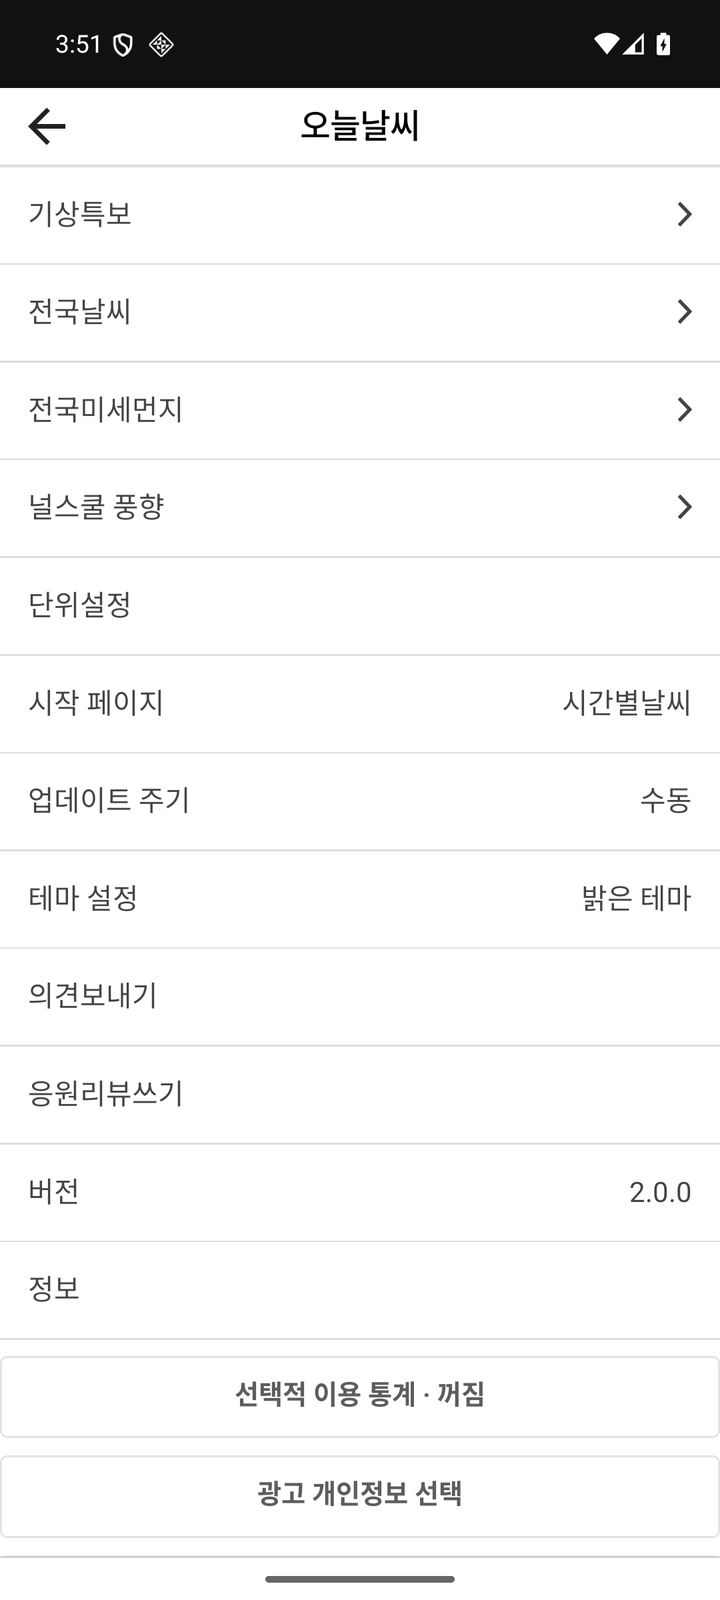 3:51
오늘날씨
기상특보
전국날씨
전국미세먼지
널스쿨 풍향
단위설정
시작 페이지 시간별날씨
업데이트 주기 수동
테마 설정 밝은 테마
의견보내기
응원리뷰쓰기
버전 2.0.0
정보
선택적 이용 통계 · 꺼짐
광고 개인정보 선택